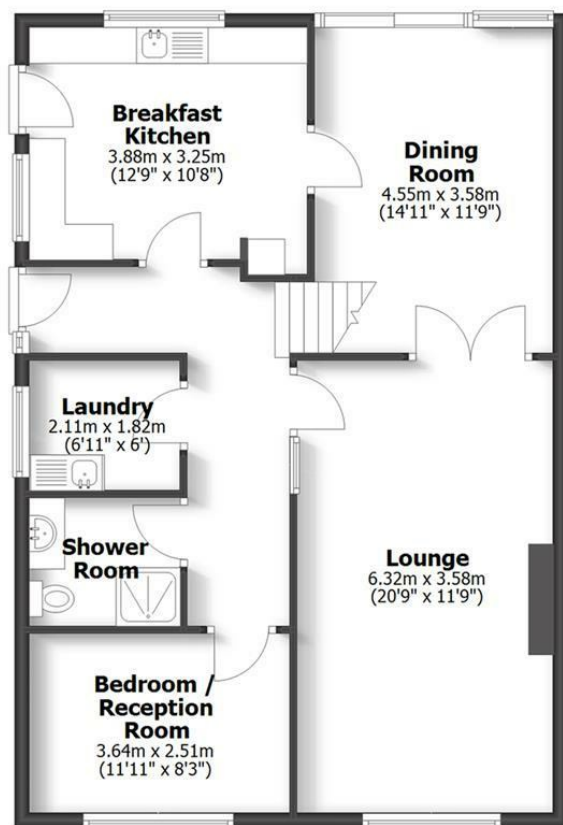 Breakfast
Kitchen
3.88m x 3.25m
(12'9" x 10'8")
Dining
Room
4.55m x 3.58m
(14'11" x 11'9")
Laundry
2.11m x 1.82m
(6'11" x 6')
Shower
Room
Lounge
6.32m x 3.58m
(20'9" x 11'9")
Bedroom /
Reception
Room
3.64m x 2.51m
(11'11" x 8'3")